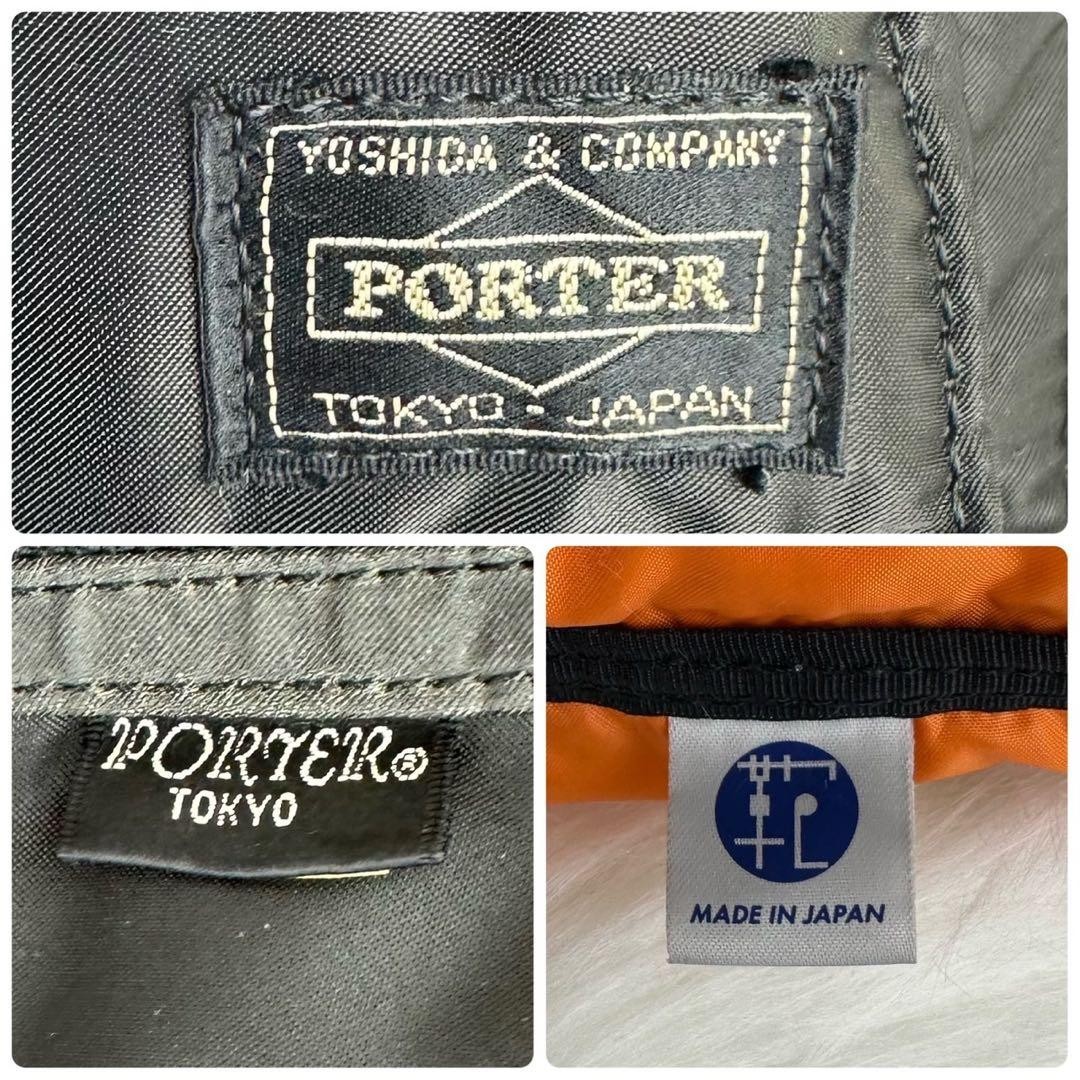 YOSHIDA & COMPANY
PORTER
TOKYO - JAPAN
PORTER®
TOKYO
MADE IN JAPAN